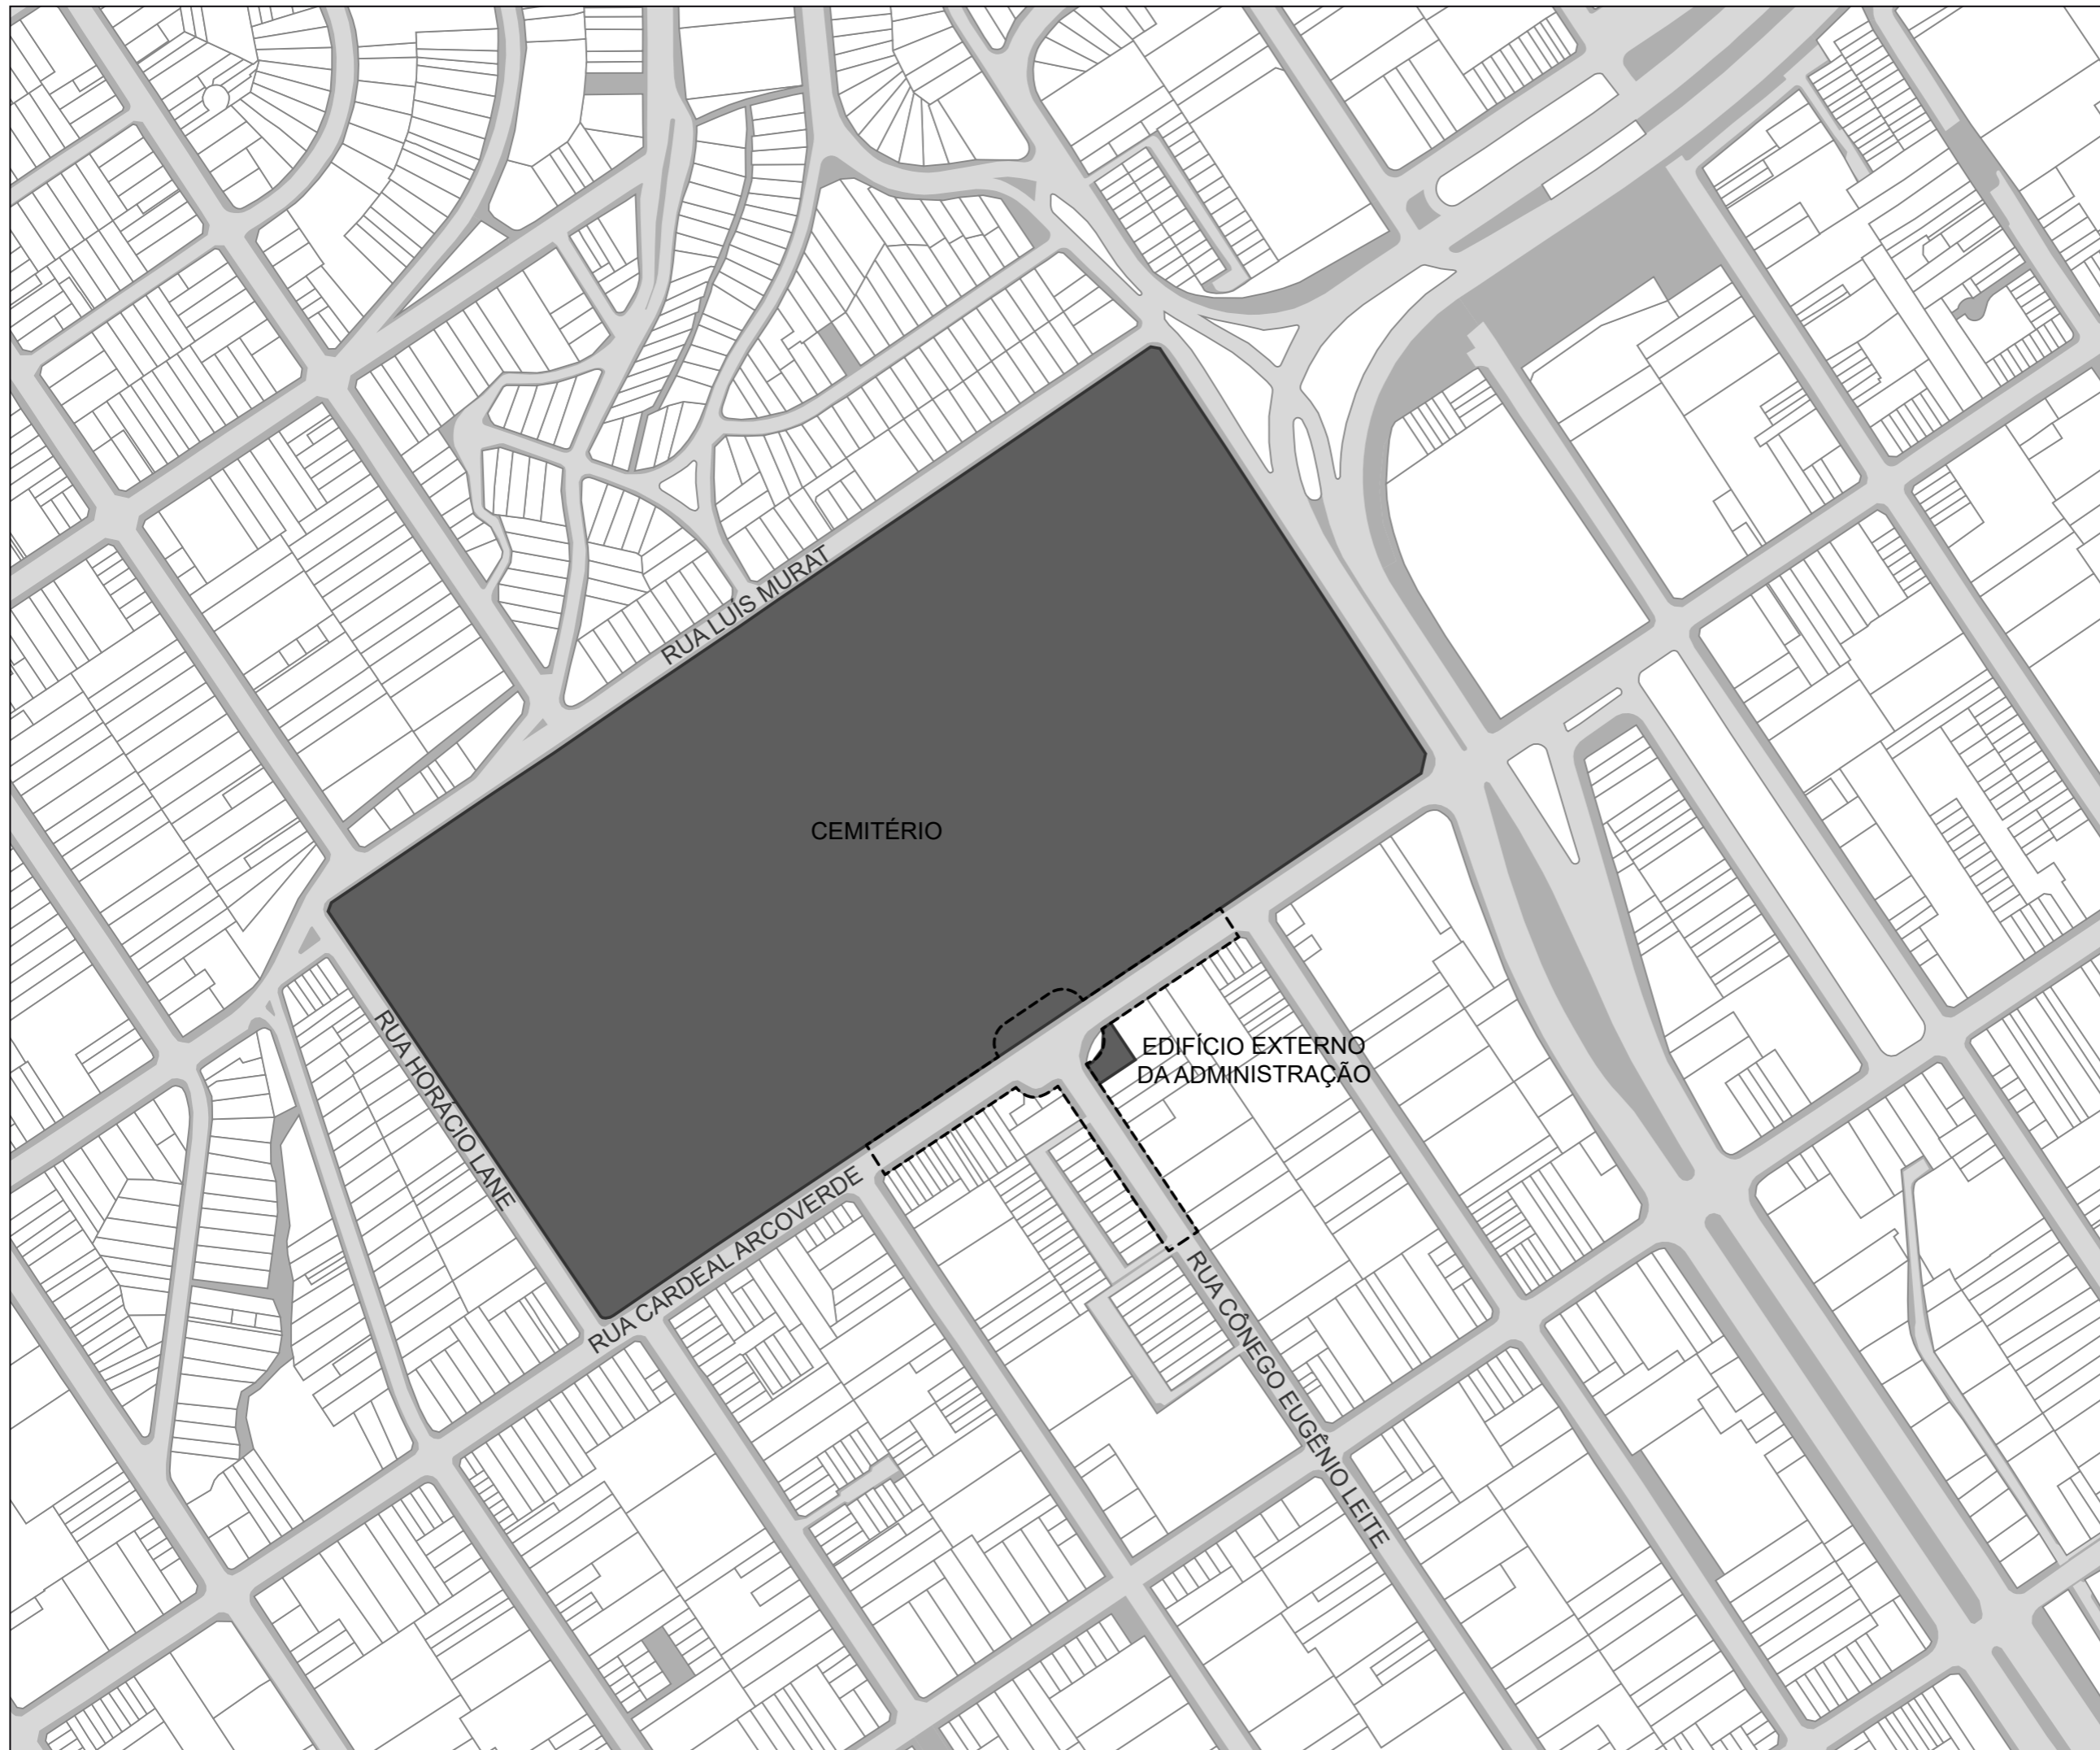 RUA LUÍS MURAT
CEMITÉRIO
RUA HORÁCIO LANE
EDIFÍCIO EXTERNO
DA ADMINISTRAÇÃO
RUA CARDEAL ARCOVERDE
RUA CÔNEGO EUGÊNIO LEITE